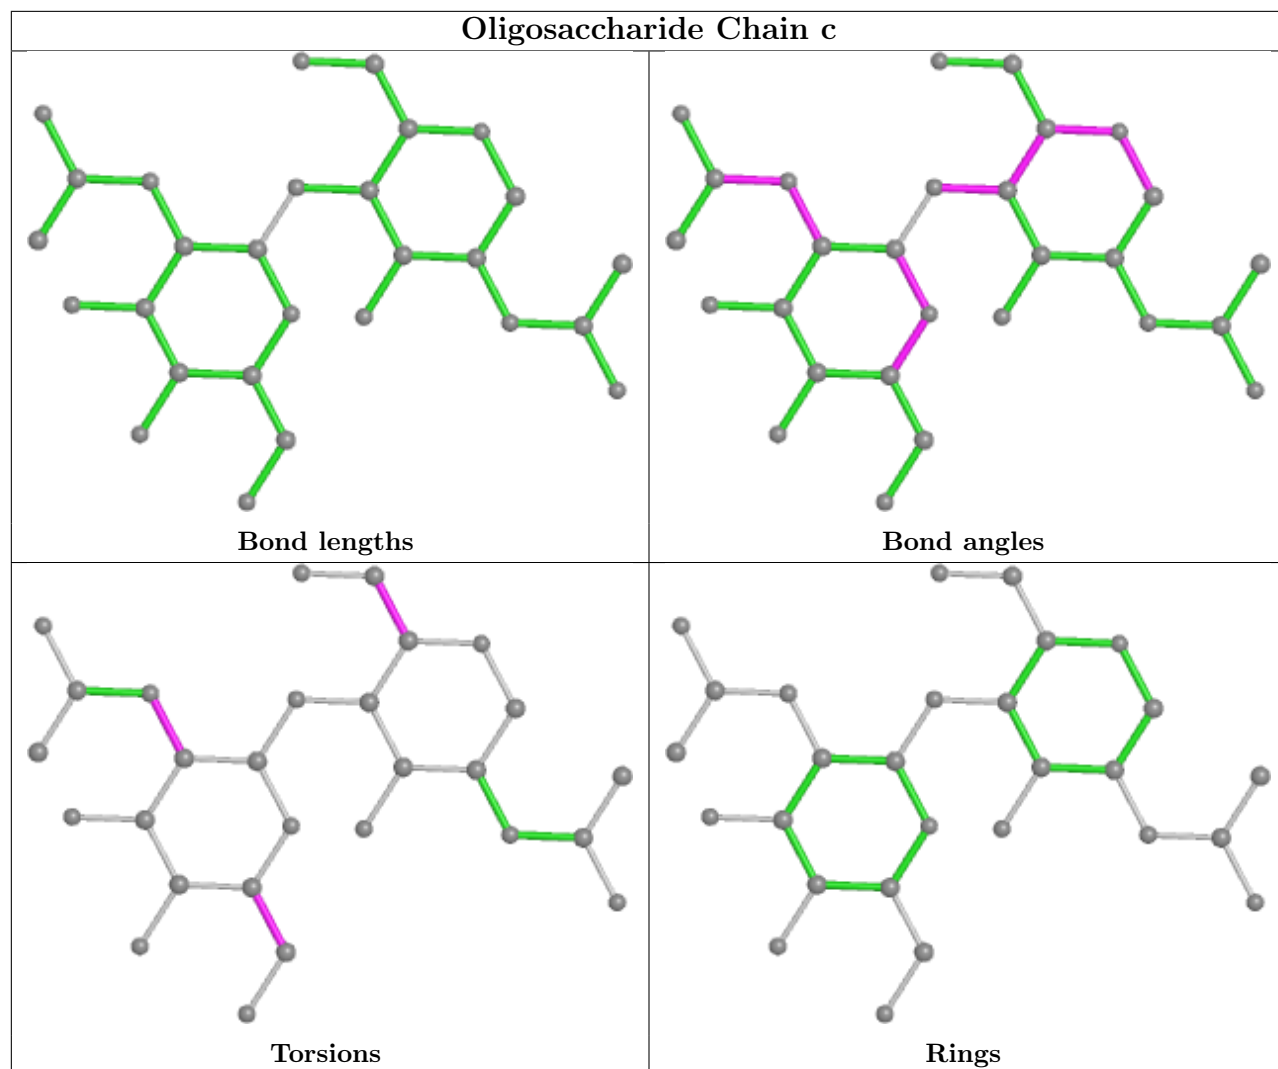 Oligosaccharide Chain c
Bond lengths
Bond angles
Torsions
Rings